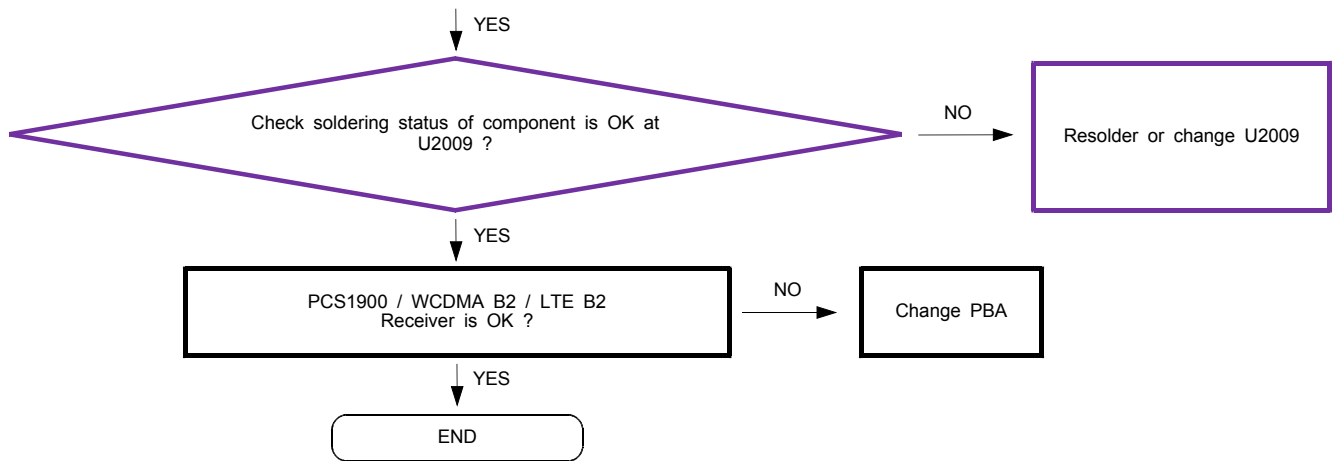 YES
Check soldering status of component is OK at
U2009 ?
NO
Resolder or change U2009
YES
PCS1900 / WCDMA B2 / LTE B2
Receiver is OK ?
NO
Change PBA
YES
END